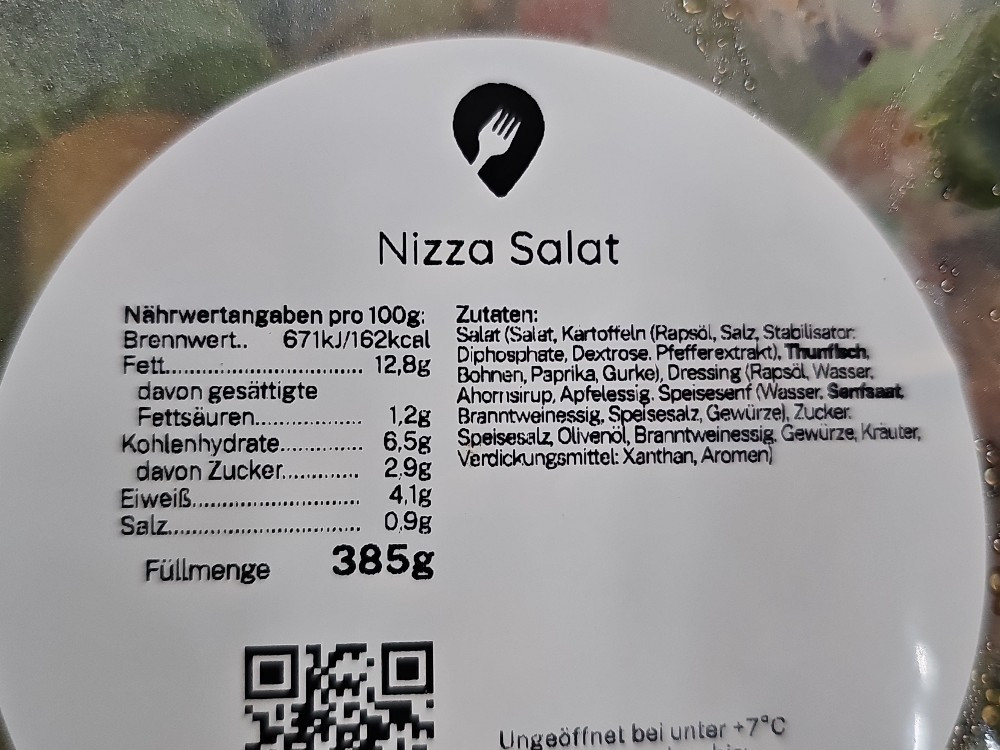 Nizza Salat
Nährwertangaben pro 100g:
Brennwert.. 671kJ/162kcal
Fett.................................. 12,8g
davon gesättigte
Fettsäuren.................. 1,2g
Kohlenhydrate.............. 6,5g
davon Zucker............. 2,9g
Eiweiß............................. 4,1g
Salz................................. 0,9g
Füllmenge 385g
Zutaten:
Salat (Salat, Kartoffeln (Rapsöl, Salz, Stabilisator:
Diphosphate, Dextrose, Pfefferextrakt), Thunfisch,
Bohnen, Paprika, Gurke), Dressing (Rapsöl, Wasser,
Ahornsirup, Apfelessig, Speisesenf (Wasser, Senfsaat,
Branntweinessig, Speisesalz, Gewürze), Zucker,
Speisesalz, Olivenöl, Branntweinessig, Gewürze, Kräuter,
Verdickungsmittel: Xanthan, Aromen)
Ungeöffnet bei unter +7°C